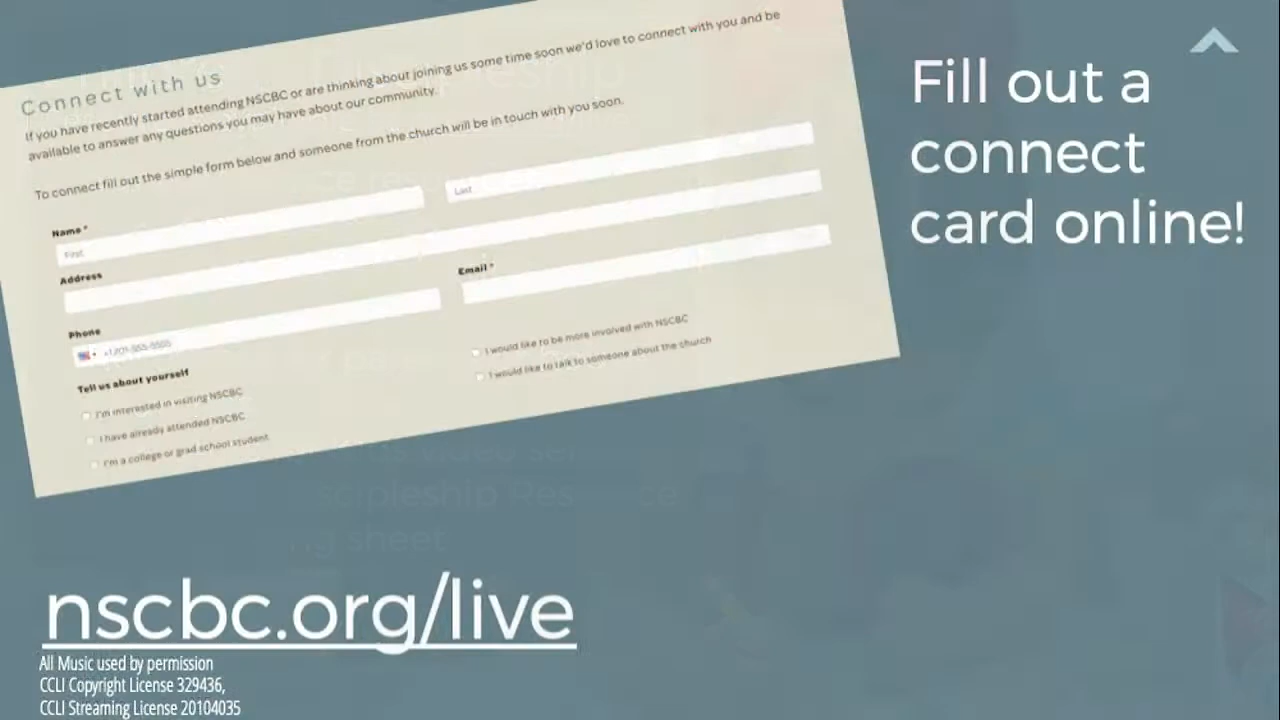 Connect with us
If you have recently started attending NSCBC or are thinking about joining us some time soon we'd love to connect with you and be
available to answer any questions you may have about our community.
To connect fill out the simple form below and someone from the church will be in touch with you soon.
Name *
First
Last
Address
Phone
Email *
Tell us about yourself
I'm interested in visiting NSCBC
I have already attended NSCBC
I'm a college or grad school student
I would like to be more involved with NSCBC
I would like to talk to someone about the church
Fill out a
connect
card online!
sheet
nscbc.org/live
All Music used by permission
CCLI Copyright License 329436,
CCLI Streaming License 20104035